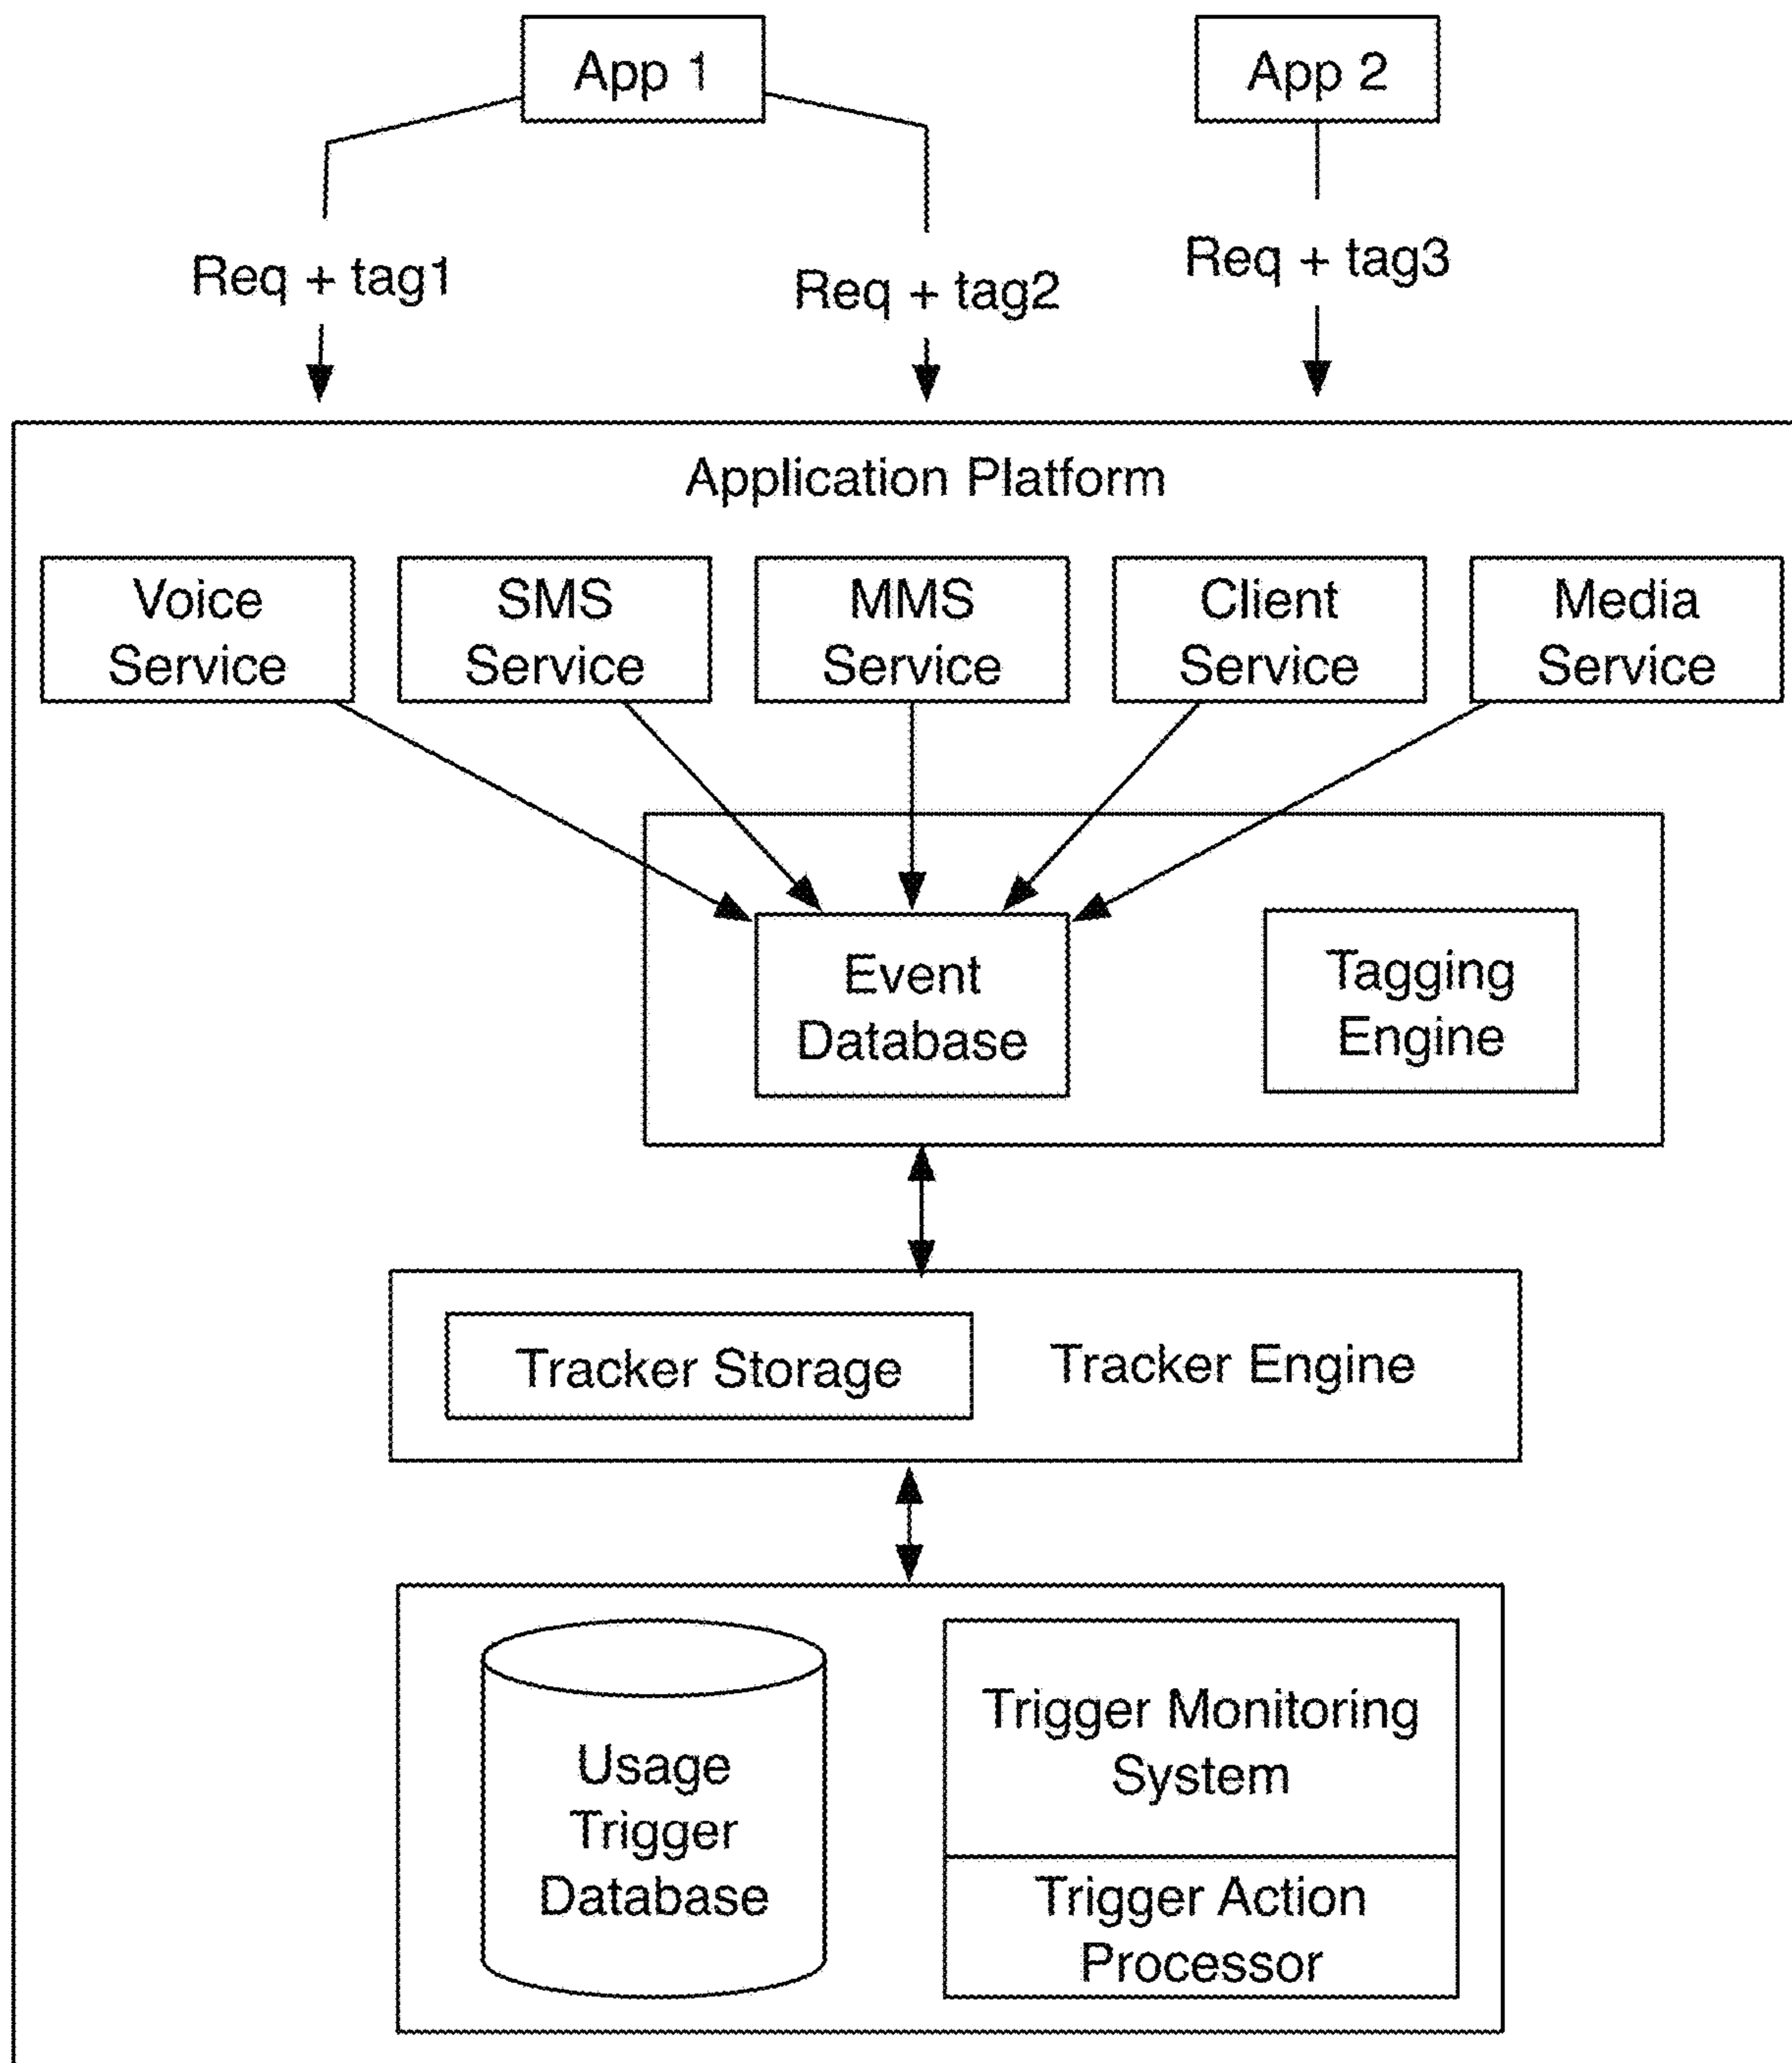 App 1
App 2
Req + tag1
Req + tag2
Req + tag3
Application Platform
Voice
Service
SMS
Service
MMS
Service
Client
Service
Media
Service
Event
Database
Tagging
Engine
Tracker Storage
Tracker Engine
Usage
Trigger
Database
Trigger Monitoring
System
Trigger Action
Processor